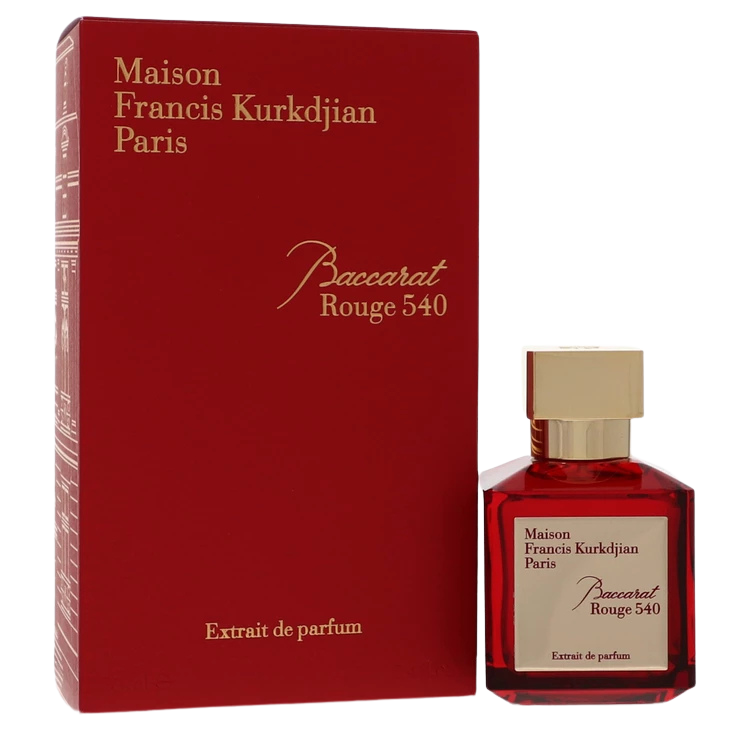 Maison
Francis Kurkdjian
Paris
Baccarat
Rouge 540
Extrait de parfum
Maison
Francis Kurkdjian
Paris
Baccarat
Rouge 540
Extrait de parfum